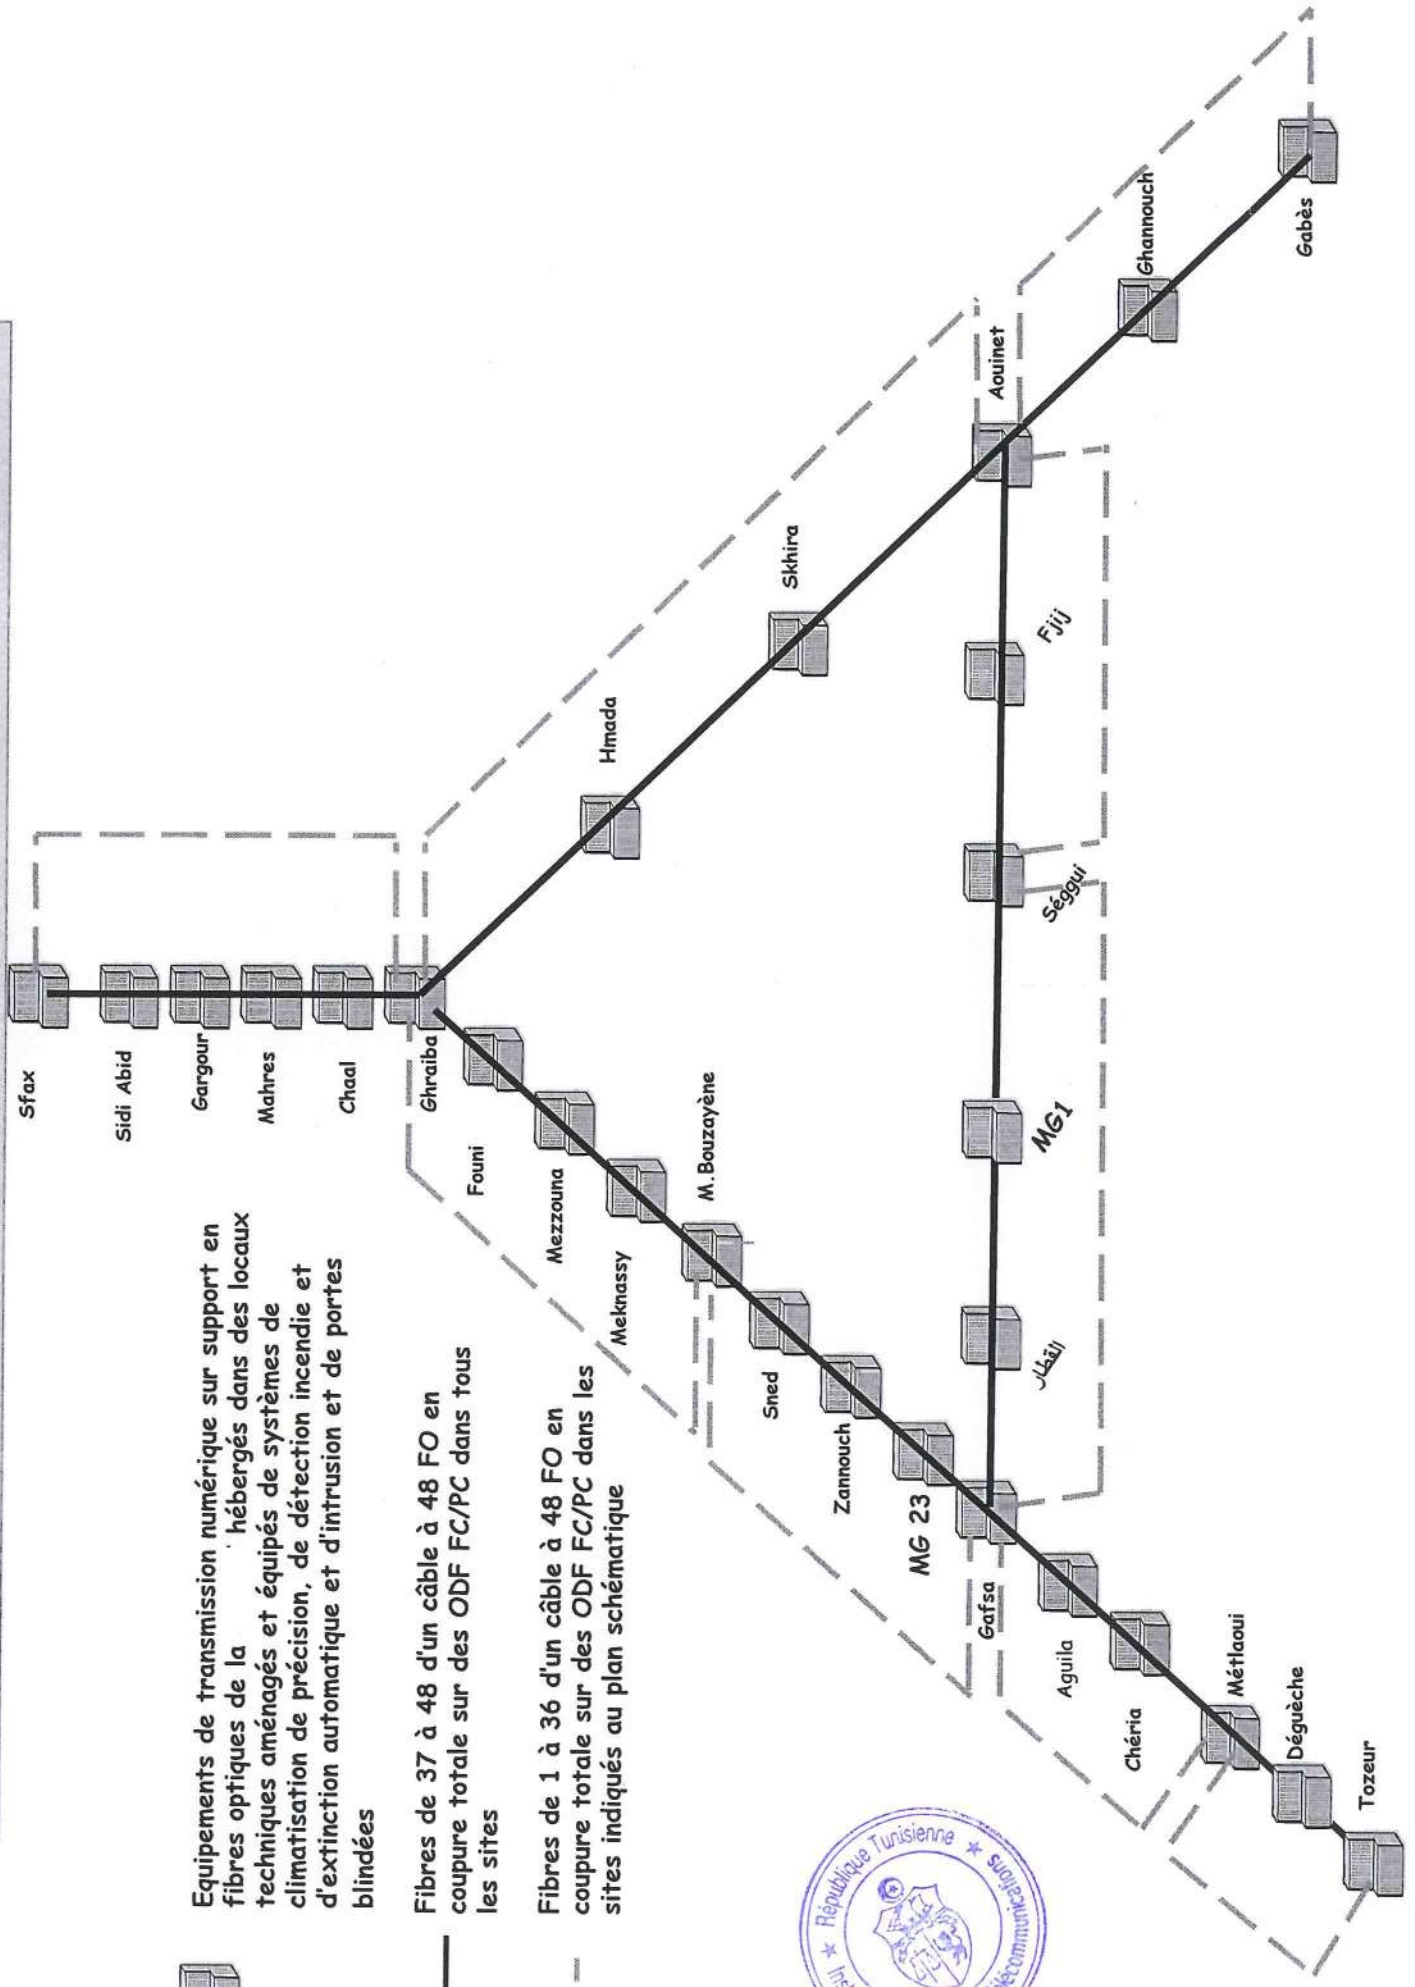 Sfax
Sidi Abid
Gargour
Mahres
Chaal
Ghraiba
Founi
Mezzouna
Meknassy
M.Bouzayène
Sned
Zannouch
MG 23
Gafsa
Aguila
Chéria
Métlaoui
Déguèche
Tozeur
Hmada
Skhira
Aouinet
Ghannouch
Gabès
Fjij
Séggui
MG1
القطار
Equipements de transmission numérique sur support en
fibres optiques de la hébergés dans des locaux
techniques aménagés et équipés de systèmes de
climatisation de précision, de détection incendie et
d'extinction automatique et d'intrusion et de portes
blindées
Fibres de 37 à 48 d'un câble à 48 FO en
coupure totale sur des ODF FC/PC dans tous
les sites
Fibres de 1 à 36 d'un câble à 48 FO en
coupure totale sur des ODF FC/PC dans les
sites indiqués au plan schématique
République Tunisienne